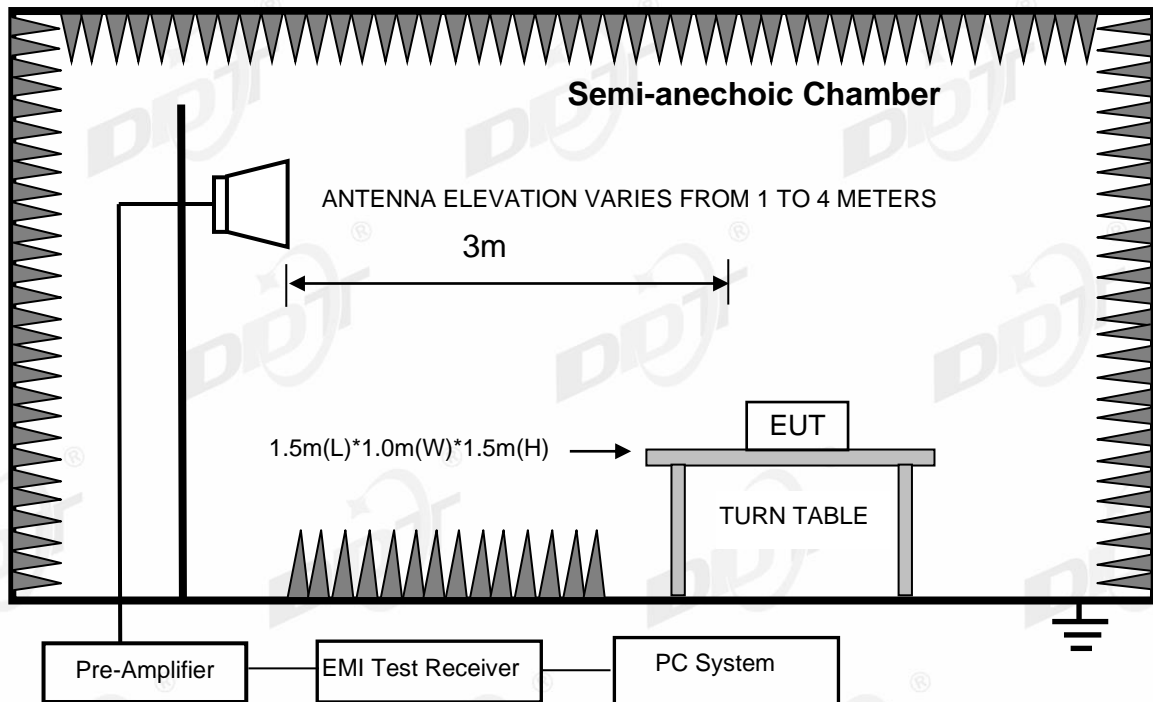 Semi-anechoic Chamber
ANTENNA ELEVATION VARIES FROM 1 TO 4 METERS
3m
1.5m(L)*1.0m(W)*1.5m(H)
EUT
TURN TABLE
Pre-Amplifier
EMI Test Receiver
PC System
DDT
®